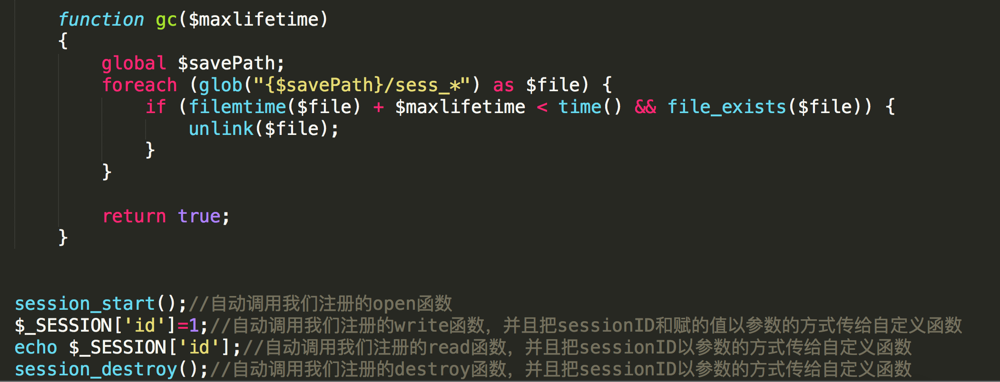 function gc($maxlifetime)
{
global $savePath;
foreach (glob("{$savePath}/sess_*") as $file) {
if (filemtime($file) + $maxlifetime < time() && file_exists($file)) {
unlink($file);
}
}
return true;
}
session_start();//自动调用我们注册的open函数
$_SESSION['id']=1;//自动调用我们注册的write函数，并且把sessionID和赋的值以参数的方式传给自定义函数
echo $_SESSION['id'];//自动调用我们注册的read函数，并且把sessionID以参数的方式传给自定义函数
session_destroy();//自动调用我们注册的destroy函数，并且把sessionID以参数的方式传给自定义函数